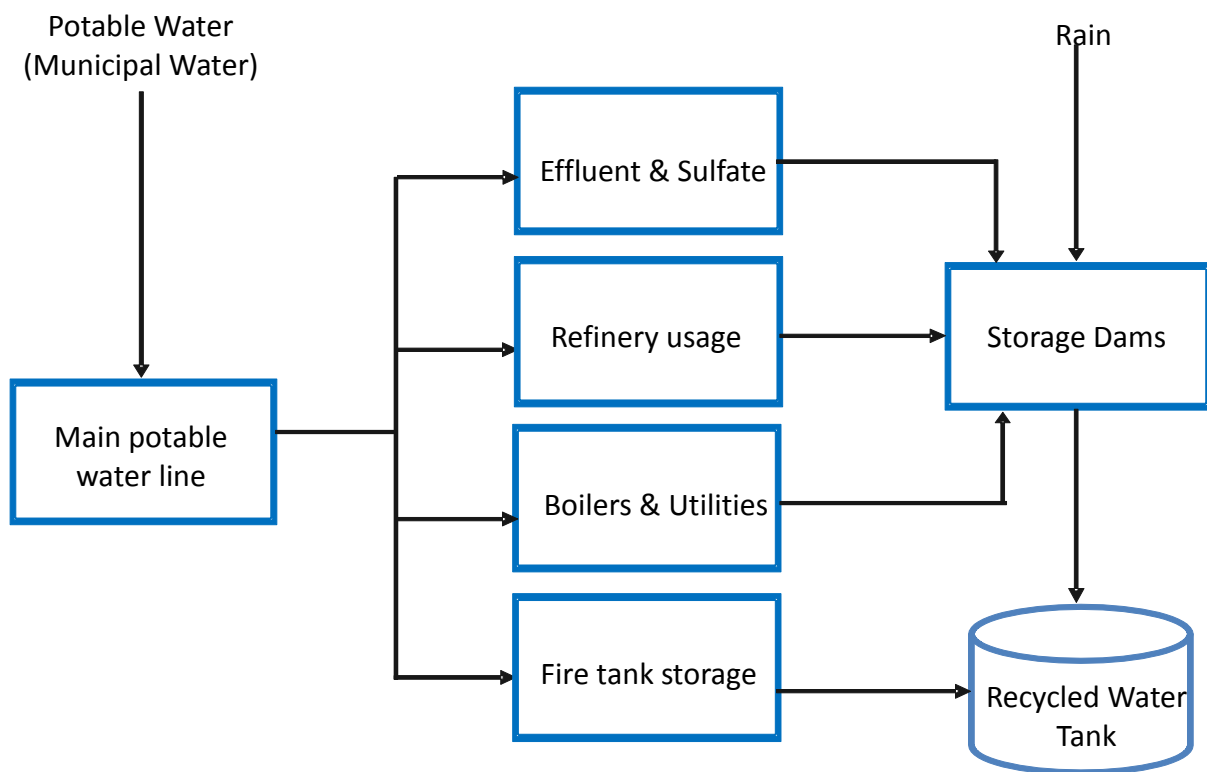 Potable Water
(Municipal Water)
Rain
Effluent & Sulfate
Refinery usage
Storage Dams
Main potable
water line
Boilers & Utilities
Fire tank storage
Recycled Water
Tank